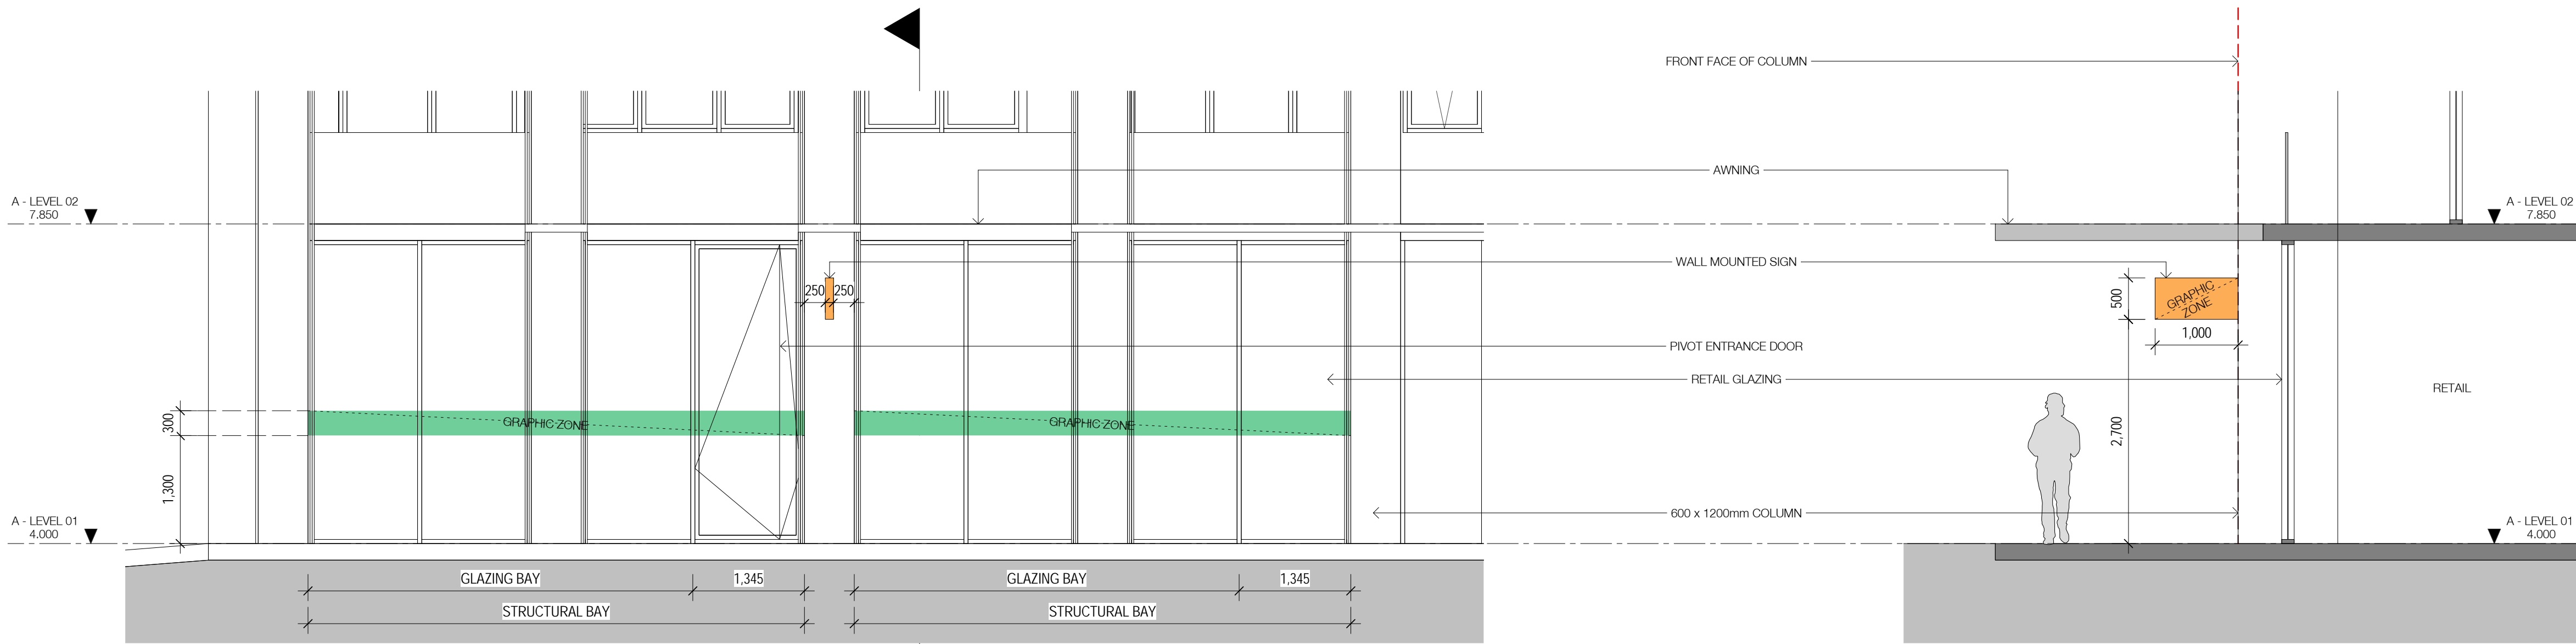 FRONT FACE OF COLUMN
AWNING
A - LEVEL 02
7.850
A - LEVEL 02
7.850
WALL MOUNTED SIGN
250
250
500
GRAPHIC
ZONE
1,000
PIVOT ENTRANCE DOOR
RETAIL GLAZING
RETAIL
300
GRAPHIC ZONE
GRAPHIC ZONE
2,700
1,300
600 x 1200mm COLUMN
A - LEVEL 01
4.000
A - LEVEL 01
4.000
GLAZING BAY
1,345
GLAZING BAY
1,345
STRUCTURAL BAY
STRUCTURAL BAY